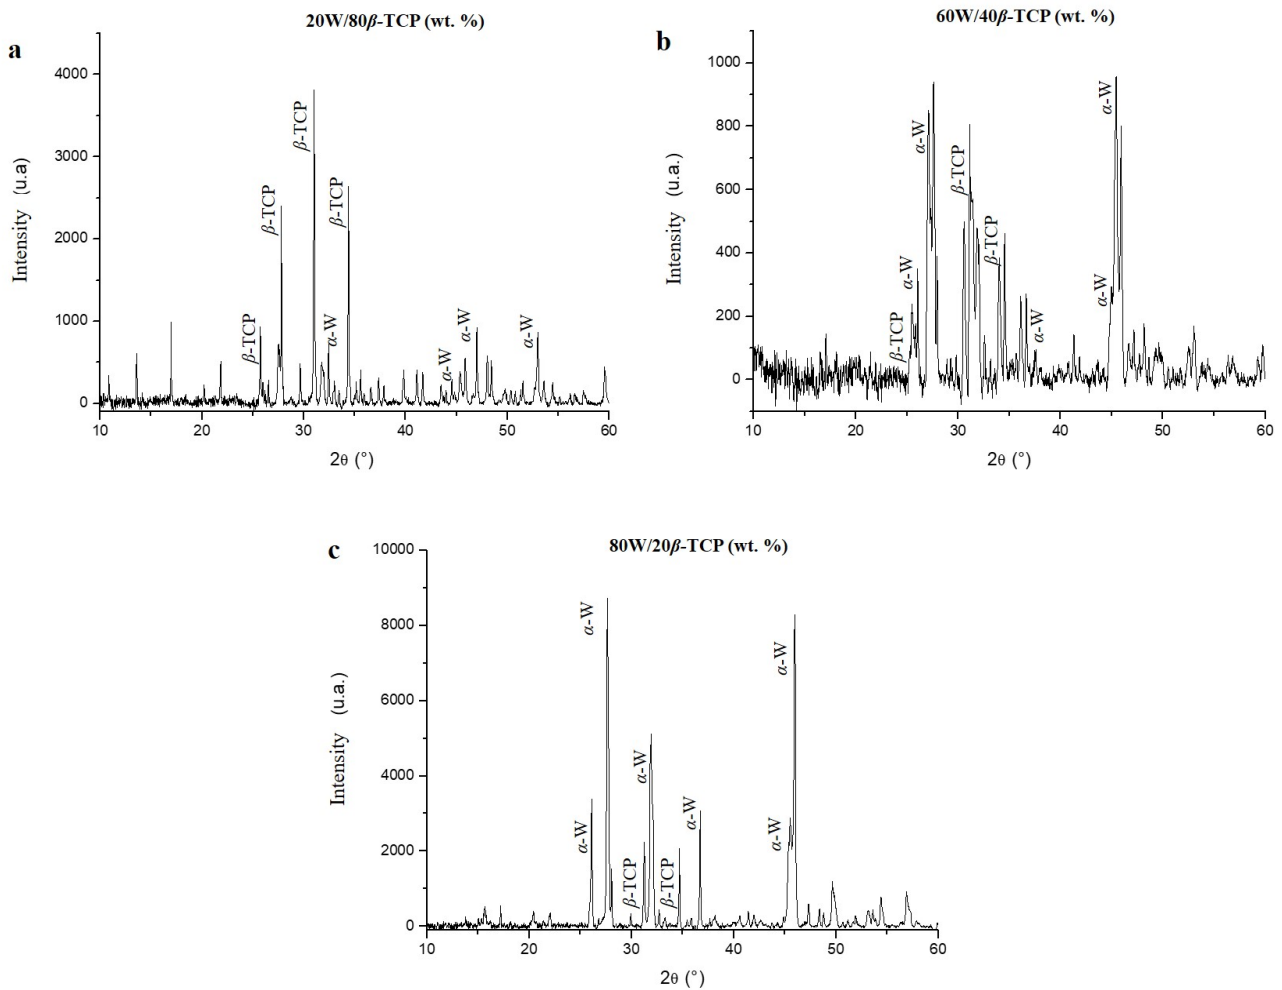 20W/80β-TCP (wt. %)
a
4000
3000
2000
1000
0
Intensity (u.a)
β-TCP
β-TCP
β-TCP
β-TCP
α-W
α-W
α-W
α-W
10 20 30 40 50 60
2θ (°)
60W/40β-TCP (wt. %)
b
1000
800
600
400
200
0
Intensity (u.a.)
β-TCP
α-W
α-W
β-TCP
β-TCP
α-W
α-W
α-W
10 20 30 40 50 60
2θ (°)
80W/20β-TCP (wt. %)
c
10000
8000
6000
4000
2000
0
Intensity (u.a.)
α-W
α-W
β-TCP
α-W
β-TCP
α-W
α-W
α-W
10 20 30 40 50 60
2θ (°)